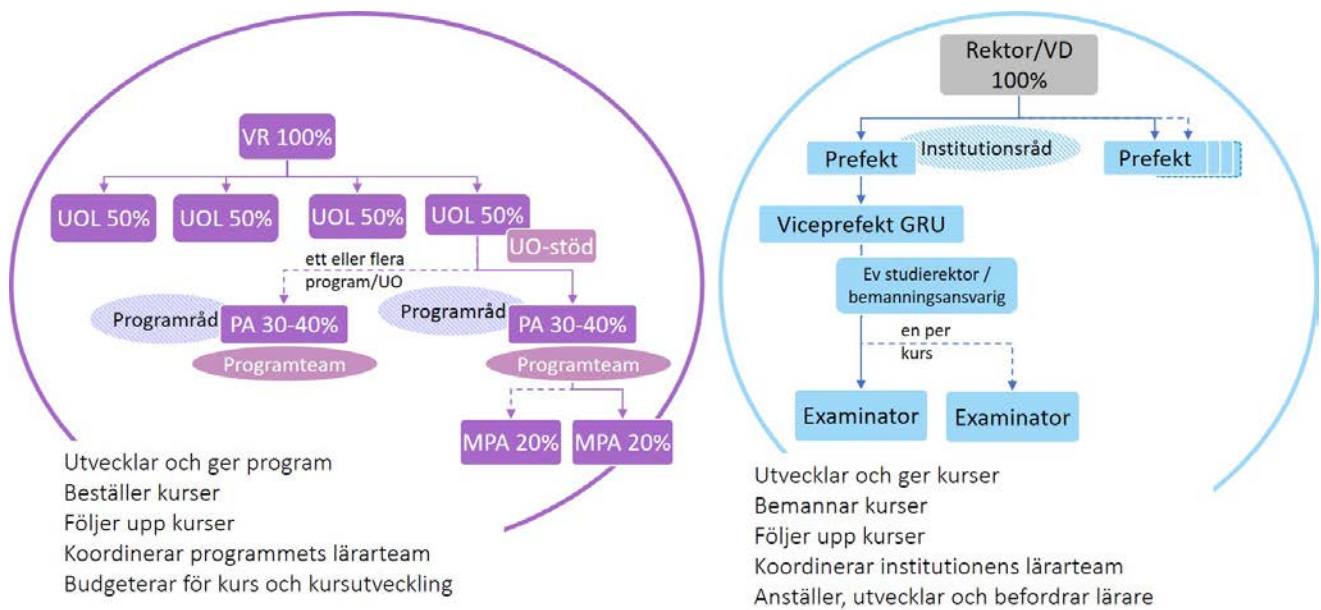 VR 100%
UOL 50%
UOL 50%
UOL 50%
UOL 50%
UO-stöd
ett eller flera
program/UO
Programråd
PA 30-40%
Programteam
Programråd
PA 30-40%
Programteam
MPA 20%
MPA 20%
Utvecklar och ger program
Beställer kurser
Följer upp kurser
Koordinerar programmets lärarteam
Budgeterar för kurs och kursutveckling
Rektor/VD
100%
Prefekt
Institutionsråd
Prefekt
Viceprefekt GRU
Ev studierektor /
bemanningsansvarig
en per
kurs
Examinator
Examinator
Utvecklar och ger kurser
Bemannar kurser
Följer upp kurser
Koordinerar institutionens lärarteam
Anställer, utvecklar och befordrar lärare